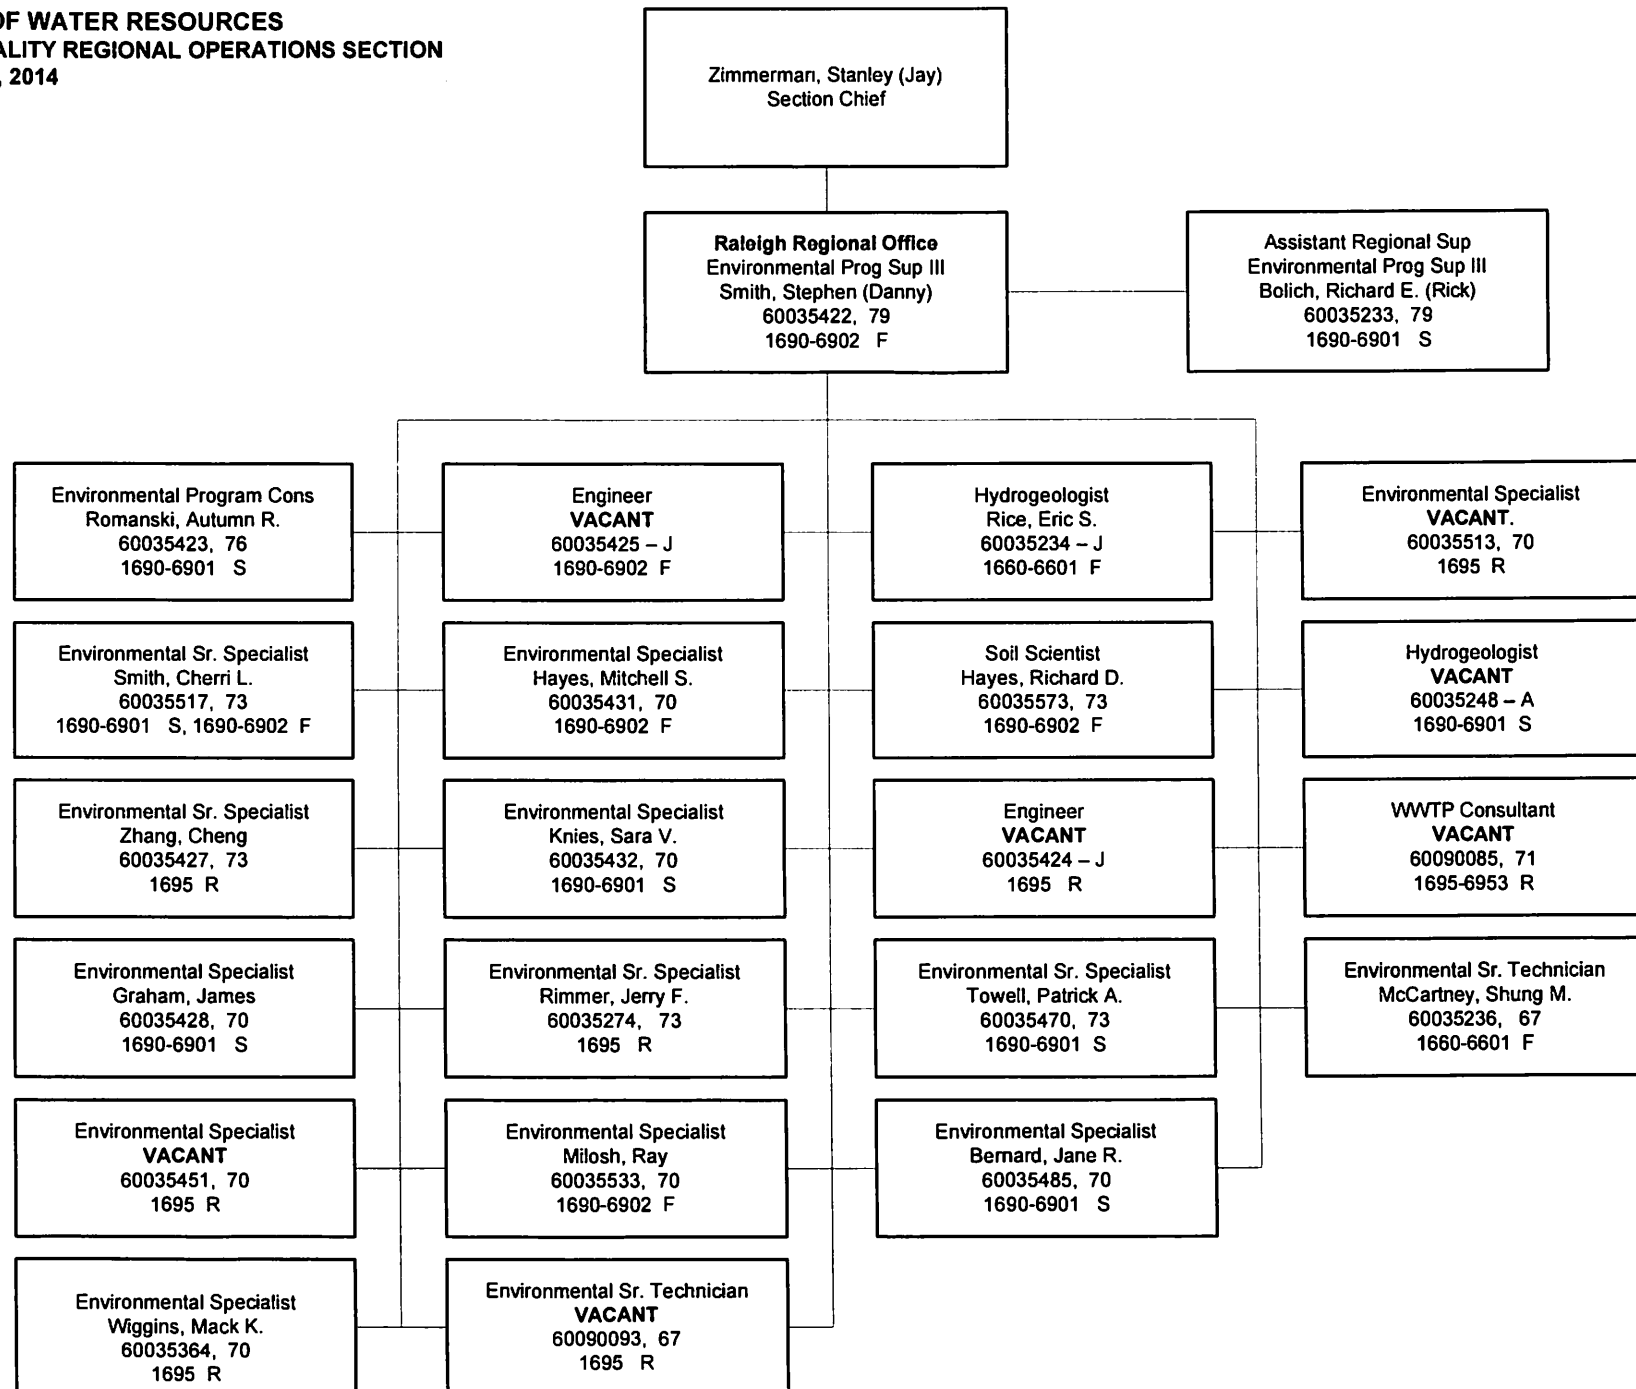 OF WATER RESOURCES
ALITY REGIONAL OPERATIONS SECTION
, 2014
Zimmerman, Stanley (Jay)
Section Chief
Raleigh Regional Office
Environmental Prog Sup III
Smith, Stephen (Danny)
60035422, 79
1690-6902 F
Assistant Regional Sup
Environmental Prog Sup III
Bolich, Richard E. (Rick)
60035233, 79
1690-6901 S
Environmental Program Cons
Romanski, Autumn R.
60035423, 76
1690-6901 S
Engineer
VACANT
60035425 – J
1690-6902 F
Hydrogeologist
Rice, Eric S.
60035234 – J
1660-6601 F
Environmental Specialist
VACANT.
60035513, 70
1695 R
Environmental Sr. Specialist
Smith, Cherri L.
60035517, 73
1690-6901 S, 1690-6902 F
Environmental Specialist
Hayes, Mitchell S.
60035431, 70
1690-6902 F
Soil Scientist
Hayes, Richard D.
60035573, 73
1690-6902 F
Hydrogeologist
VACANT
60035248 – A
1690-6901 S
Environmental Sr. Specialist
Zhang, Cheng
60035427, 73
1695 R
Environmental Specialist
Knies, Sara V.
60035432, 70
1690-6901 S
Engineer
VACANT
60035424 – J
1695 R
WWTP Consultant
VACANT
60090085, 71
1695-6953 R
Environmental Specialist
Graham, James
60035428, 70
1690-6901 S
Environmental Sr. Specialist
Rimmer, Jerry F.
60035274, 73
1695 R
Environmental Sr. Specialist
Towell, Patrick A.
60035470, 73
1690-6901 S
Environmental Sr. Technician
McCartney, Shung M.
60035236, 67
1660-6601 F
Environmental Specialist
VACANT
60035451, 70
1695 R
Environmental Specialist
Milosh, Ray
60035533, 70
1690-6902 F
Environmental Specialist
Bernard, Jane R.
60035485, 70
1690-6901 S
Environmental Specialist
Wiggins, Mack K.
60035364, 70
1695 R
Environmental Sr. Technician
VACANT
60090093, 67
1695 R